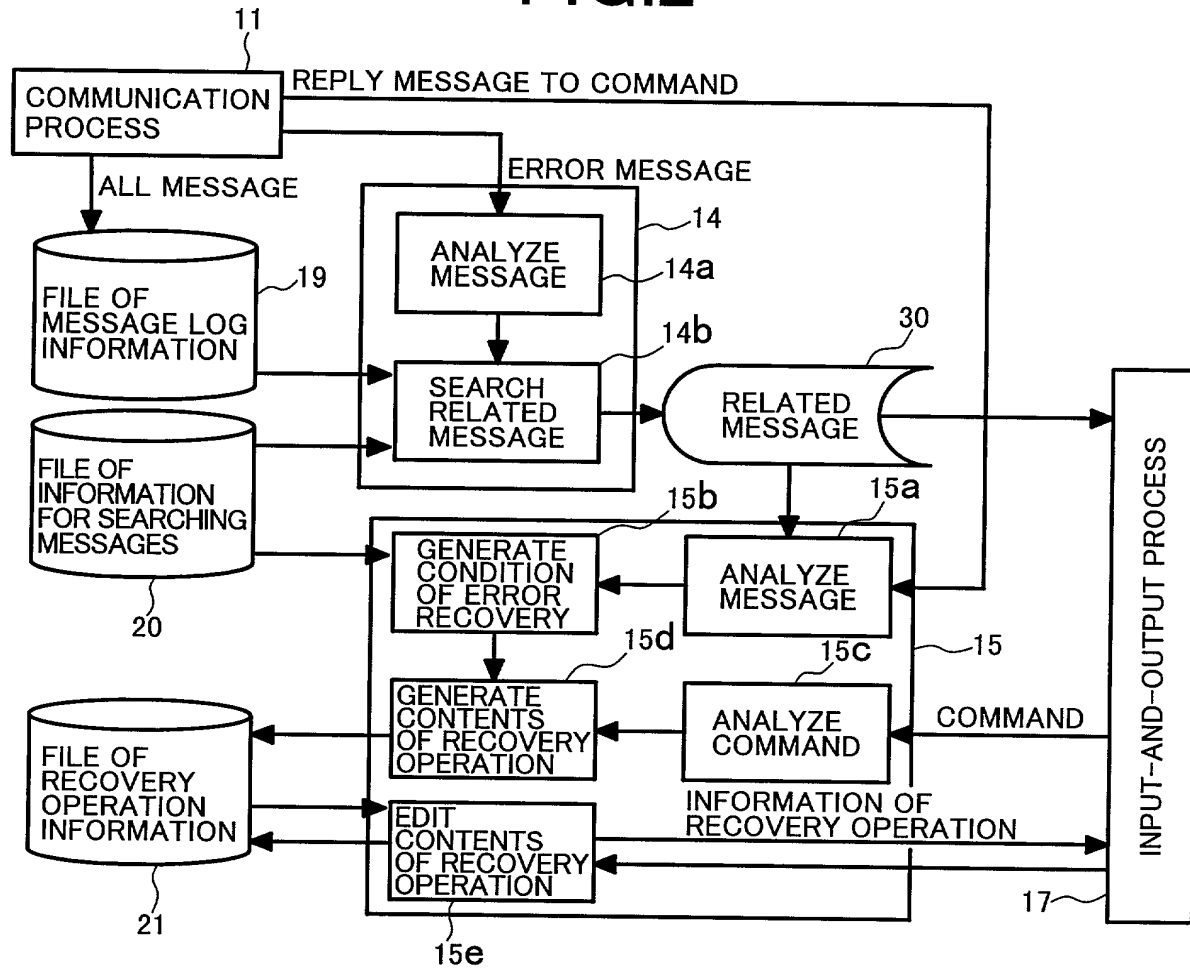 FIG.2
11
REPLY MESSAGE TO COMMAND
COMMUNICATION
PROCESS
ALL MESSAGE
ERROR MESSAGE
14
ANALYZE
MESSAGE
14a
19
FILE OF
MESSAGE LOG
INFORMATION
14b
30
SEARCH
RELATED
MESSAGE
RELATED
MESSAGE
FILE OF
INFORMATION
FOR SEARCHING
MESSAGES
20
15b
15a
GENERATE
CONDITION
OF ERROR
RECOVERY
ANALYZE
MESSAGE
15
15d
15c
GENERATE
CONTENTS
OF RECOVERY
OPERATION
ANALYZE
COMMAND
COMMAND
FILE OF
RECOVERY
OPERATION
INFORMATION
21
EDIT
CONTENTS
OF RECOVERY
OPERATION
15e
INFORMATION OF
RECOVERY OPERATION
INPUT-AND-OUTPUT PROCESS
17